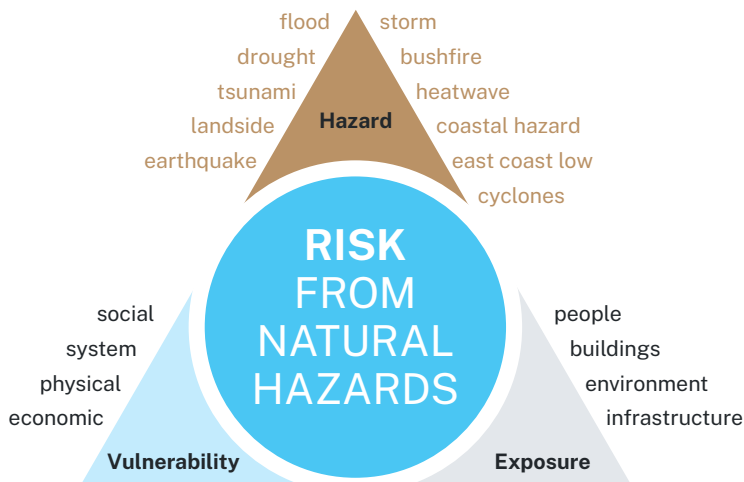 flood storm
drought bushfire
tsunami heatwave
Hazard
landside coastal hazard
earthquake east coast low
cyclones
RISK
FROM
NATURAL
HAZARDS
social people
system buildings
physical environment
economic infrastructure
Vulnerability Exposure